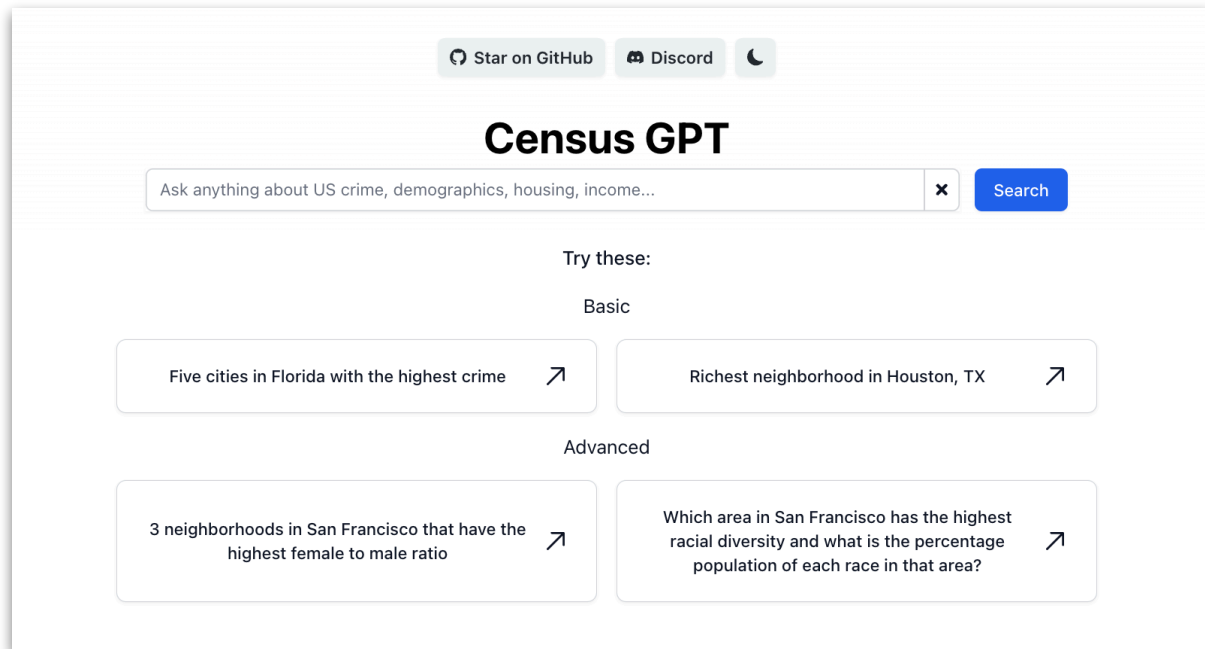 Star on GitHub
Discord
Census GPT
Ask anything about US crime, demographics, housing, income...
Search
Try these:
Basic
Five cities in Florida with the highest crime
Richest neighborhood in Houston, TX
Advanced
3 neighborhoods in San Francisco that have the
highest female to male ratio
Which area in San Francisco has the highest
racial diversity and what is the percentage
population of each race in that area?